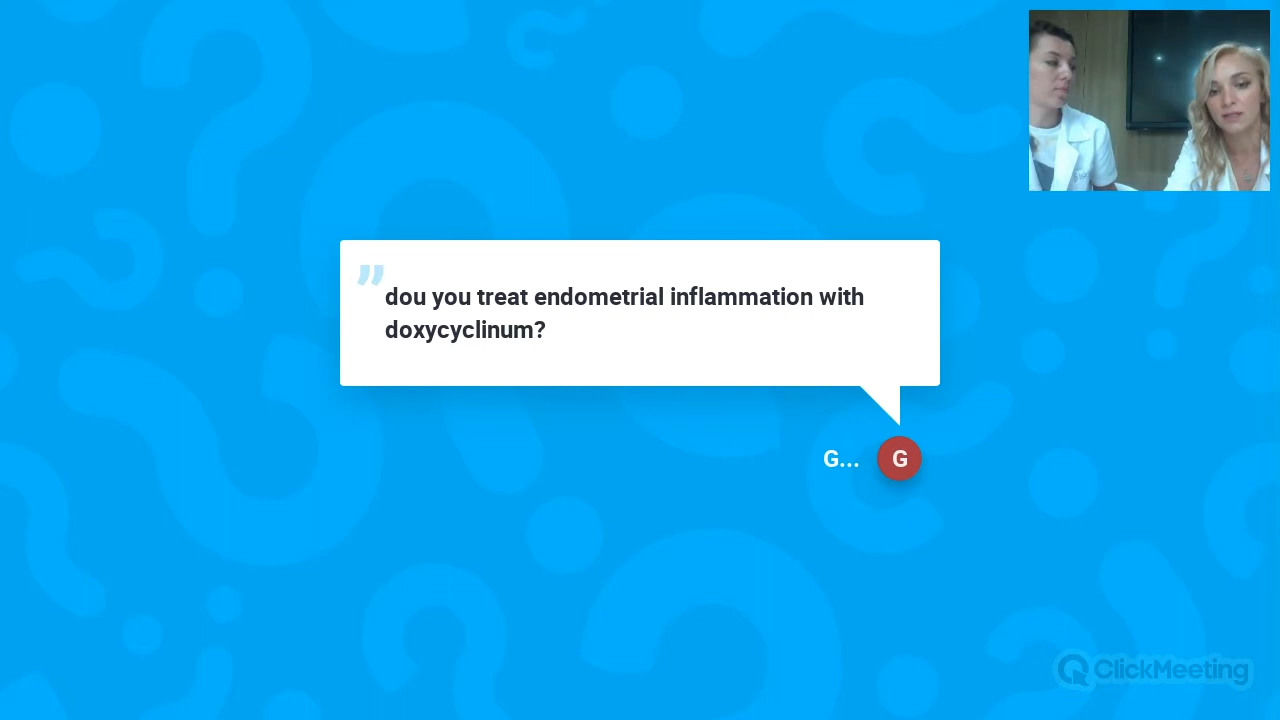 dou you treat endometrial inflammation with
doxycyclinum?
G... G
ClickMeeting